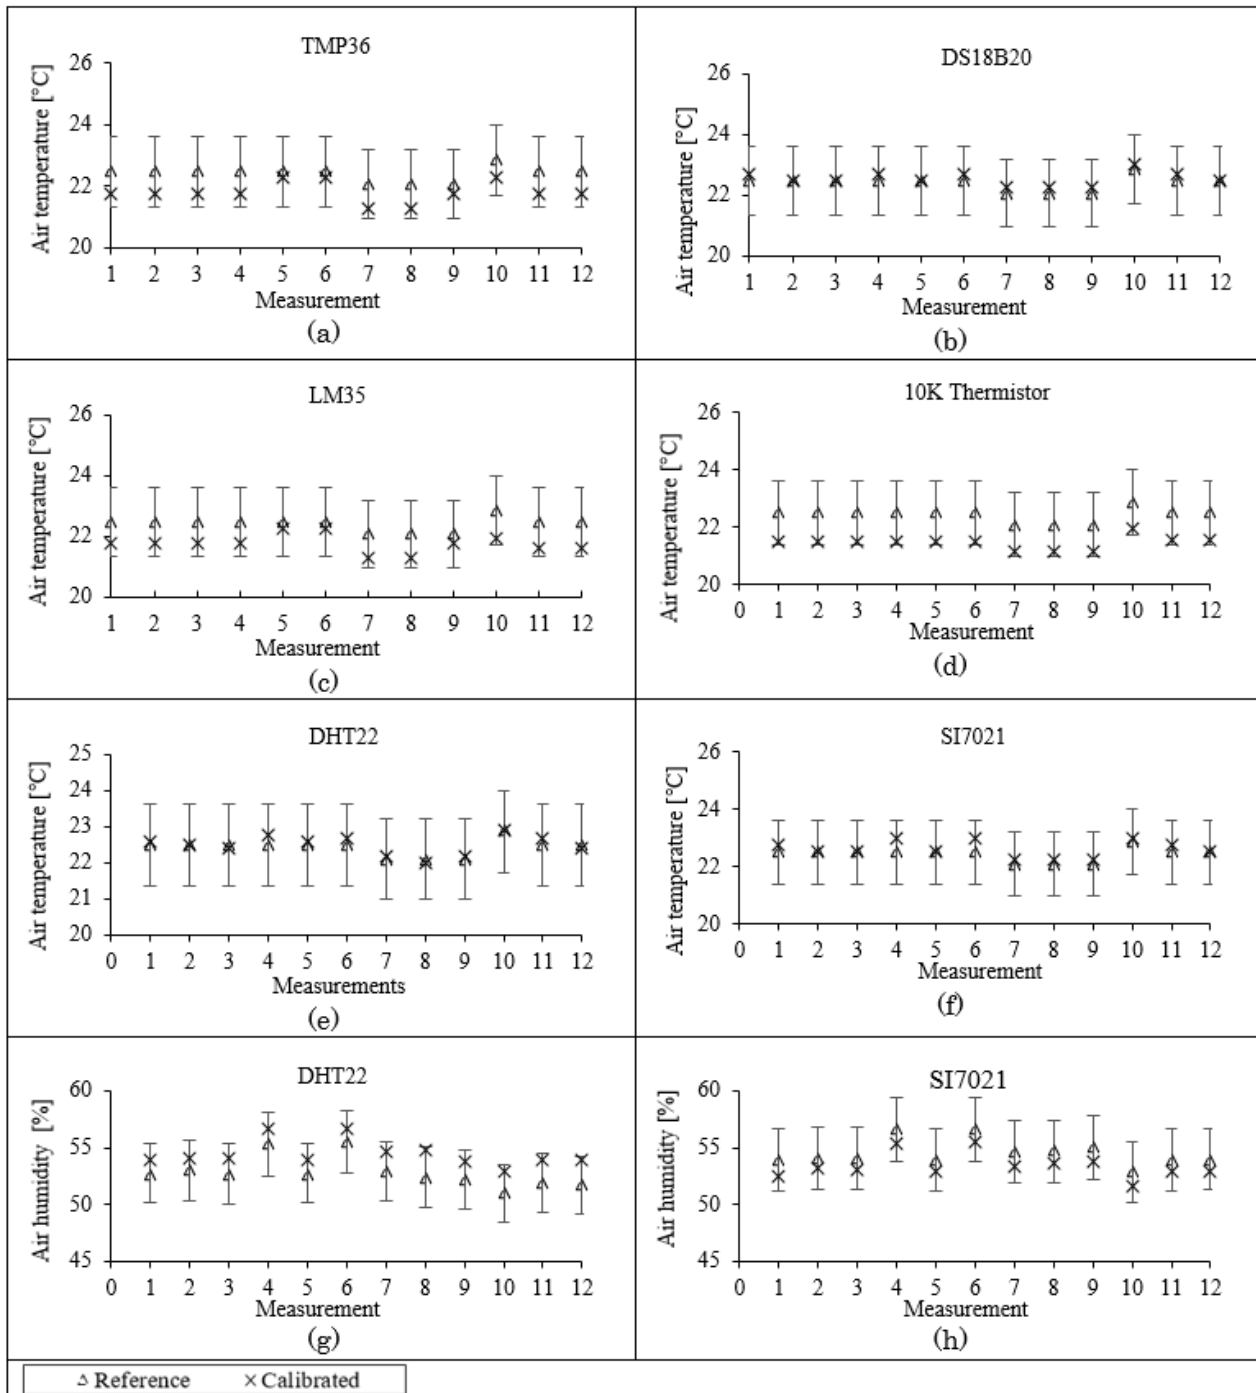 TMP36
Air temperature [°C]
26
24
22
20
1 2 3 4 5 6 7 8 9 10 11 12
Measurement
(a)
DS18B20
Air temperature [°C]
26
24
22
20
1 2 3 4 5 6 7 8 9 10 11 12
Measurement
(b)
LM35
Air temperature [°C]
26
24
22
20
1 2 3 4 5 6 7 8 9 10 11 12
Measurement
(c)
10K Thermistor
Air temperature [°C]
26
24
22
20
0 1 2 3 4 5 6 7 8 9 10 11 12
Measurement
(d)
DHT22
Air temperature [°C]
25
24
23
22
21
20
0 1 2 3 4 5 6 7 8 9 10 11 12
Measurements
(e)
SI7021
Air temperature [°C]
26
24
22
20
0 1 2 3 4 5 6 7 8 9 10 11 12
Measurement
(f)
DHT22
Air humidity [%]
60
55
50
45
0 1 2 3 4 5 6 7 8 9 10 11 12
Measurement
(g)
SI7021
Air humidity [%]
60
55
50
45
0 1 2 3 4 5 6 7 8 9 10 11 12
Measurement
(h)
Reference Calibrated